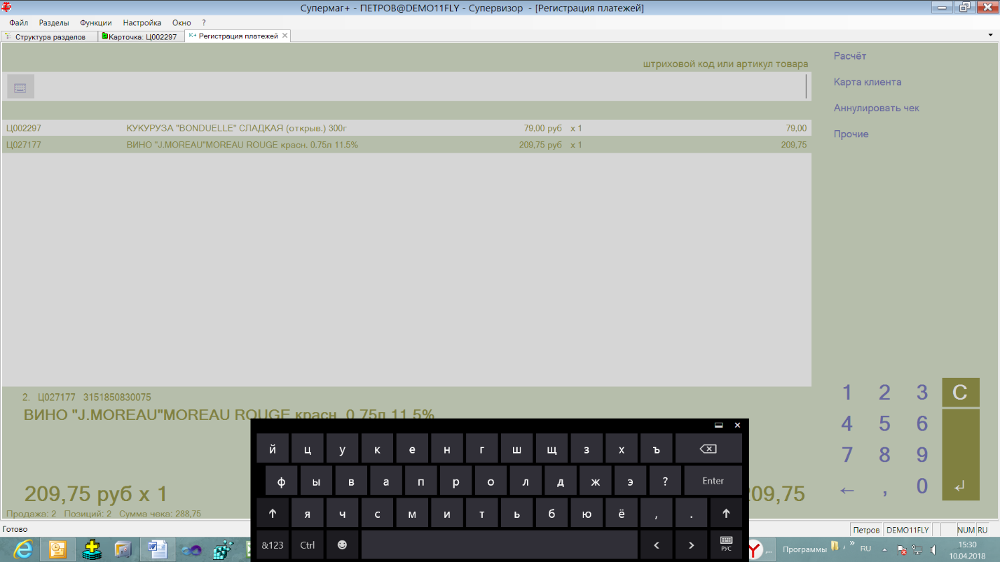 Супермаг+ - ПЕТРОВ@DEMO11FLY - Супервизор - [Регистрация платежей]
Файл Разделы Функции Настройка Окно ?
Структура разделов Карточка: Ц002297 К+ Регистрация платежей
штриховой код или артикул товара
Расчёт
Карта клиента
Аннулировать чек
Прочие
Ц002297 КУКУРУЗА "BONDUELLE" СЛАДКАЯ (открыв.) 300г 79,00 руб х 1 79,00
Ц027177 ВИНО "J.MOREAU"MOREAU ROUGE красн. 0.75л 11.5% 209,75 руб х 1 209,75
2. Ц027177 3151850830075
ВИНО "J.MOREAU"MOREAU ROUGE красн. 0.75л 11.5%
209,75 руб х 1 209,75
Продажа: 2 Позиций: 2 Сумма чека: 288,75
1 2 3 C
4 5 6
7 8 9
← , 0
й ц у к е н г ш щ з х ъ
ф ы в а п р о л д ж э ? Enter
я ч с м и т ь б ю ё , .
&123 Ctrl < > РУС
Готово Петров DEMO11FLY NUM RU
Программы » RU 15:30
10.04.2018